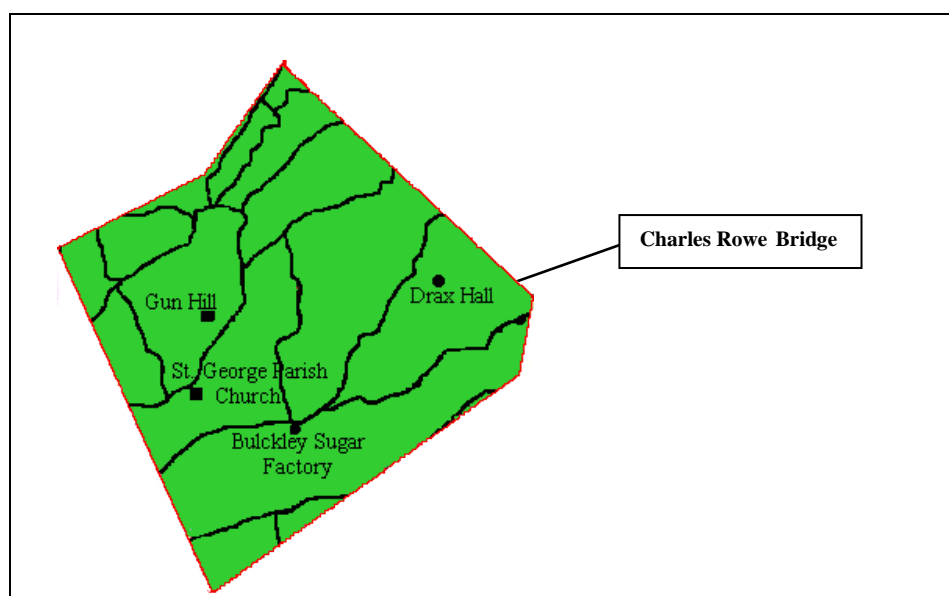 Charles Rowe Bridge
Drax Hall
Gun Hill
St. George Parish
Church
Bulckley Sugar
Factory